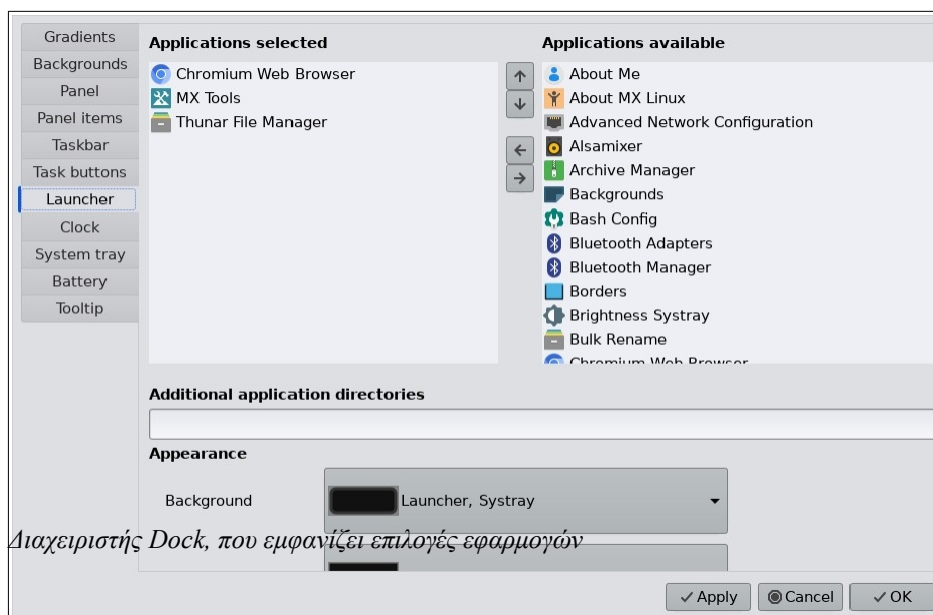 Gradients
Backgrounds
Panel
Panel items
Taskbar
Task buttons
Launcher
Clock
System tray
Battery
Tooltip
Applications selected
Chromium Web Browser
MX Tools
Thunar File Manager
Applications available
About Me
About MX Linux
Advanced Network Configuration
Alsamixer
Archive Manager
Backgrounds
Bash Config
Bluetooth Adapters
Bluetooth Manager
Borders
Brightness Systray
Bulk Rename
Chromium Web Browser
Additional application directories
Appearance
Background
Launcher, Systray
Διαχειριστής Dock, που εμφανίζει επιλογές εφαρμογών
Apply
Cancel
OK